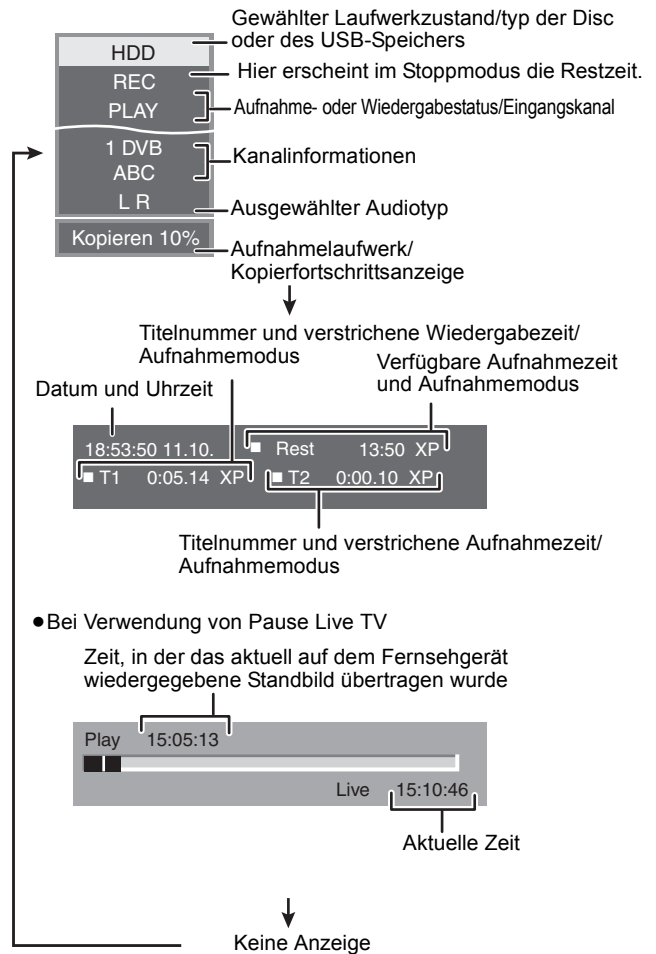 Gewählter Laufwerkzustand/typ der Disc
oder des USB-Speichers
HDD
REC
Hier erscheint im Stoppmodus die Restzeit.
PLAY
Aufnahme- oder Wiedergabestatus/Eingangskanal
1 DVB
ABC
Kanalinformationen
L R
Ausgewählter Audiotyp
Kopieren 10%
Aufnahmelaufwerk/
Kopierfortschrittsanzeige
Titelnummer und verstrichene Wiedergabezeit/
Aufnahmemodus
Verfügbare Aufnahmezeit
und Aufnahmemodus
Datum und Uhrzeit
18:53:50 11.10. ■ Rest 13:50 XP
■ T1 0:05.14 XP ■ T2 0:00.10 XP
Titelnummer und verstrichene Aufnahmezeit/
Aufnahmemodus
●Bei Verwendung von Pause Live TV
Zeit, in der das aktuell auf dem Fernsehgerät
wiedergegebene Standbild übertragen wurde
Play 15:05:13
Live 15:10:46
Aktuelle Zeit
Keine Anzeige